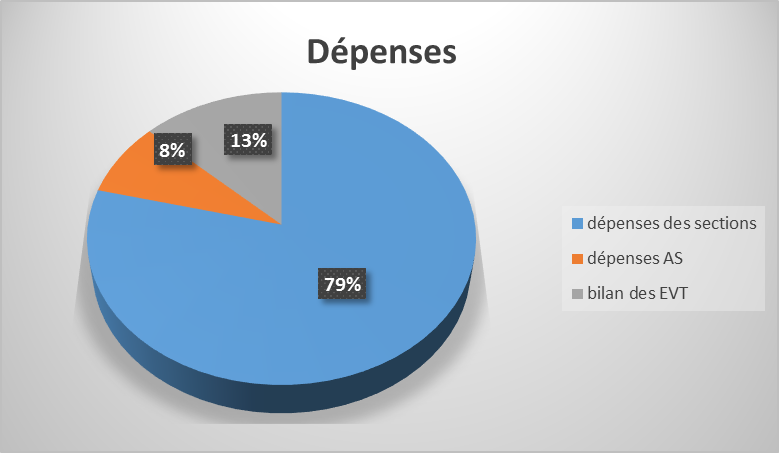 Dépenses
13%
8%
79%
dépenses des sections
dépenses AS
bilan des EVT